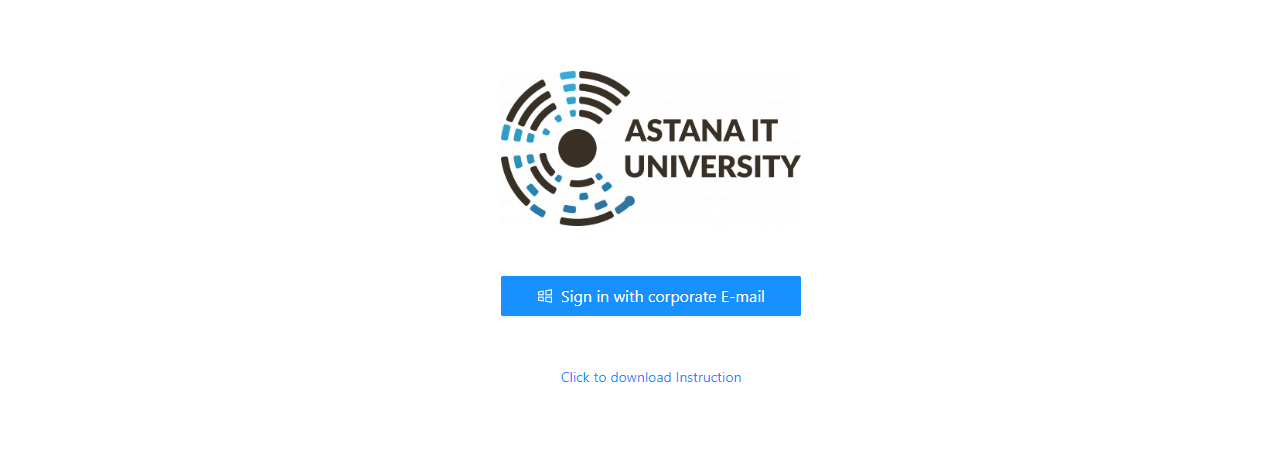 ASTANA IT
UNIVERSITY
Sign in with corporate E-mail
Click to download Instruction